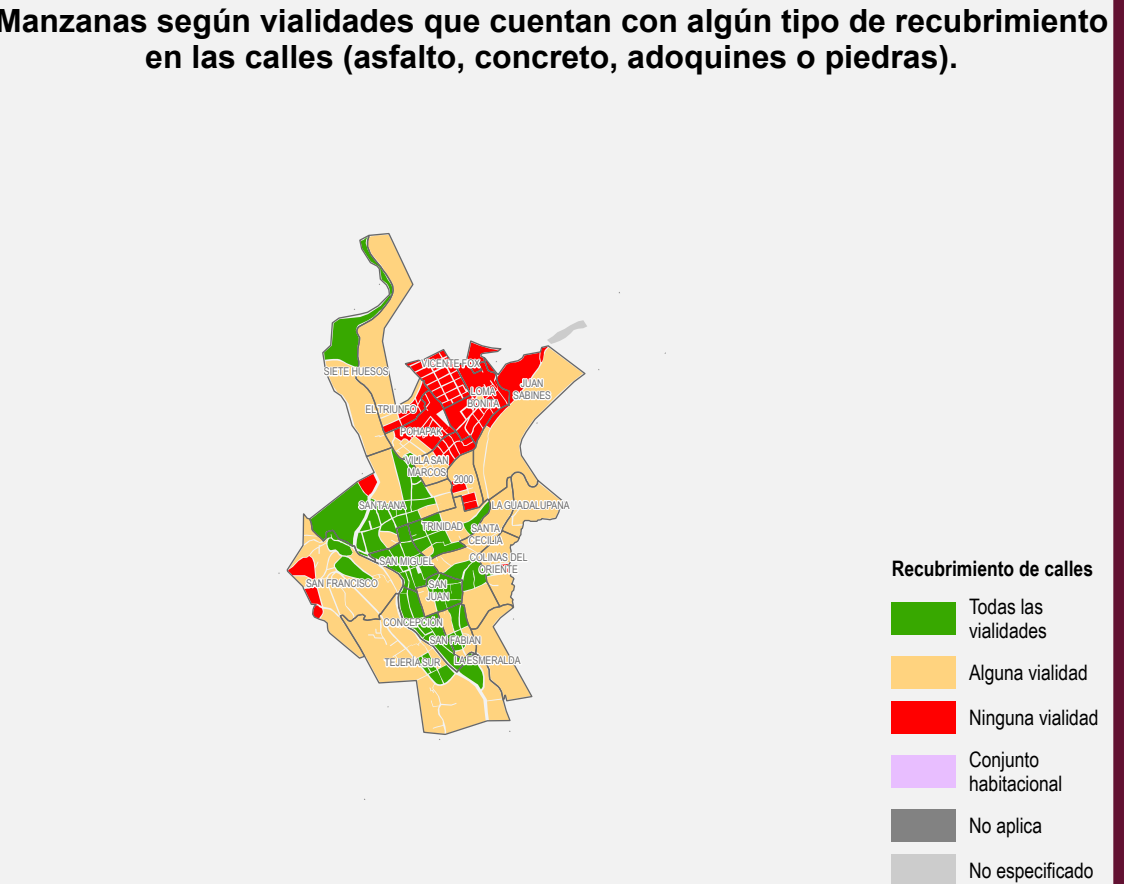 Manzanas según vialidades que cuentan con algún tipo de recubrimiento
en las calles (asfalto, concreto, adoquines o piedras).
VICENTE FOX
SIETE HUESOS
JUAN
SABINES
LOMA
BONITA
EL TRIUNFO
POHAPAK
VILLA SAN
MARCOS
2000
SANTA ANA
LA GUADALUPANA
TRINIDAD
SANTA
CECILIA
SAN MIGUEL
COLINAS DEL
ORIENTE
SAN FRANCISCO
SAN
JUAN
CONCEPCIÓN
SAN FABIÁN
TEJERÍA SUR
LA ESMERALDA
Recubrimiento de calles
Todas las
vialidades
Alguna vialidad
Ninguna vialidad
Conjunto
habitacional
No aplica
No especificado